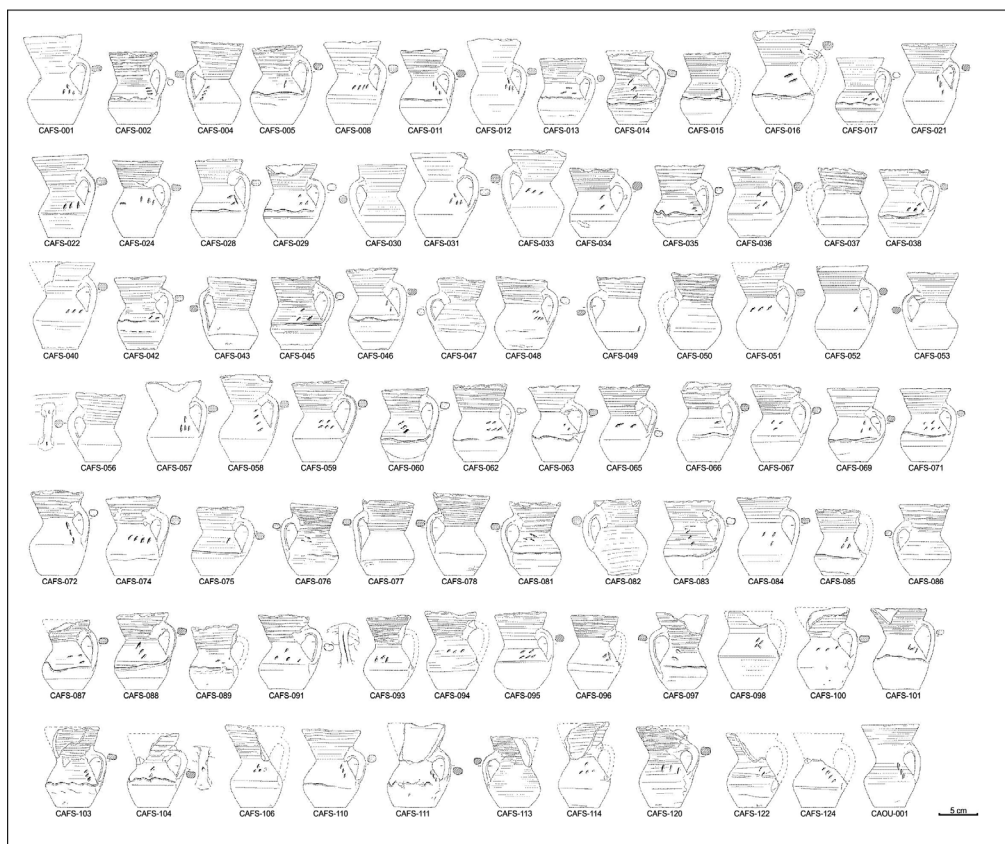 CAFS-001 CAFS-002 CAFS-004 CAFS-005 CAFS-008 CAFS-011 CAFS-012 CAFS-013 CAFS-014 CAFS-015 CAFS-016 CAFS-017 CAFS-021
CAFS-022 CAFS-024 CAFS-028 CAFS-029 CAFS-030 CAFS-031 CAFS-033 CAFS-034 CAFS-035 CAFS-036 CAFS-037 CAFS-038
CAFS-040 CAFS-042 CAFS-043 CAFS-045 CAFS-046 CAFS-047 CAFS-048 CAFS-049 CAFS-050 CAFS-051 CAFS-052 CAFS-053
CAFS-056 CAFS-057 CAFS-058 CAFS-059 CAFS-060 CAFS-062 CAFS-063 CAFS-065 CAFS-066 CAFS-067 CAFS-069 CAFS-071
CAFS-072 CAFS-074 CAFS-075 CAFS-076 CAFS-077 CAFS-078 CAFS-081 CAFS-082 CAFS-083 CAFS-084 CAFS-085 CAFS-086
CAFS-087 CAFS-088 CAFS-089 CAFS-091 CAFS-093 CAFS-094 CAFS-095 CAFS-096 CAFS-097 CAFS-098 CAFS-100 CAFS-101
CAFS-103 CAFS-104 CAFS-106 CAFS-110 CAFS-111 CAFS-113 CAFS-114 CAFS-120 CAFS-122 CAFS-124 CAOU-001 5 cm